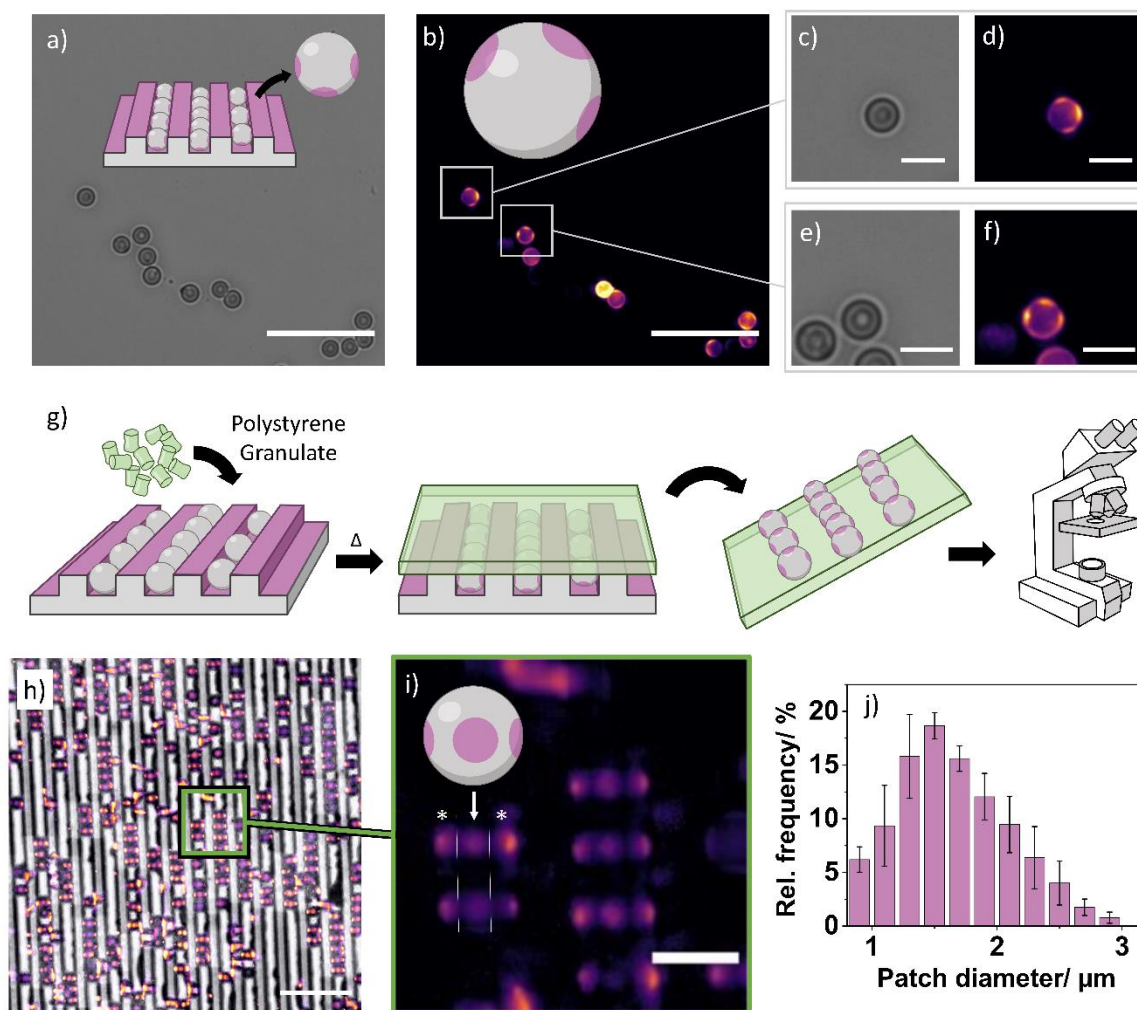 a)
b)
c)
d)
e)
f)
g)
Polystyrene
Granulate
Δ
h)
i)
* *
j)
Rel. frequency/ %
20
15
10
5
0
1 2 3
Patch diameter/ µm